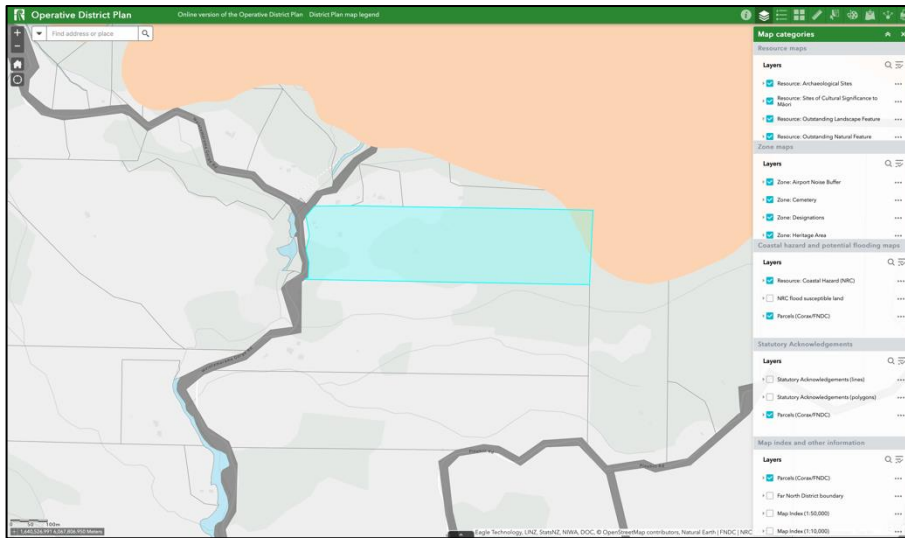 Operative District Plan
Online version of the Operative District Plan
District Plan map legend
Find address or place
Map categories
Resource maps
Layers
Resource: Archaeological Sites
Resource: Sites of Cultural Significance to
Māori
Resource: Outstanding Landscape Feature
Resource: Outstanding Natural Feature
Zone maps
Layers
Zone: Airport Noise Buffer
Zone: Cemetery
Zone: Designations
Zone: Heritage Area
Coastal hazard and potential flooding maps
Layers
Resource: Coastal Hazard (NRC)
NRC flood susceptible land
Parcels (Corax/FNDC)
Statutory Acknowledgements
Layers
Statutory Acknowledgements (lines)
Statutory Acknowledgements (polygons)
Parcels (Corax/FNDC)
Map index and other information
Layers
Parcels (Corax/FNDC)
Far North District boundary
Map Index (1:50,000)
Map Index (1:10,000)
0 50 100m
Eagle Technology, LINZ, StatsNZ, NIWA, DOC, © OpenStreetMap contributors, Natural Earth | FNDC | NRC